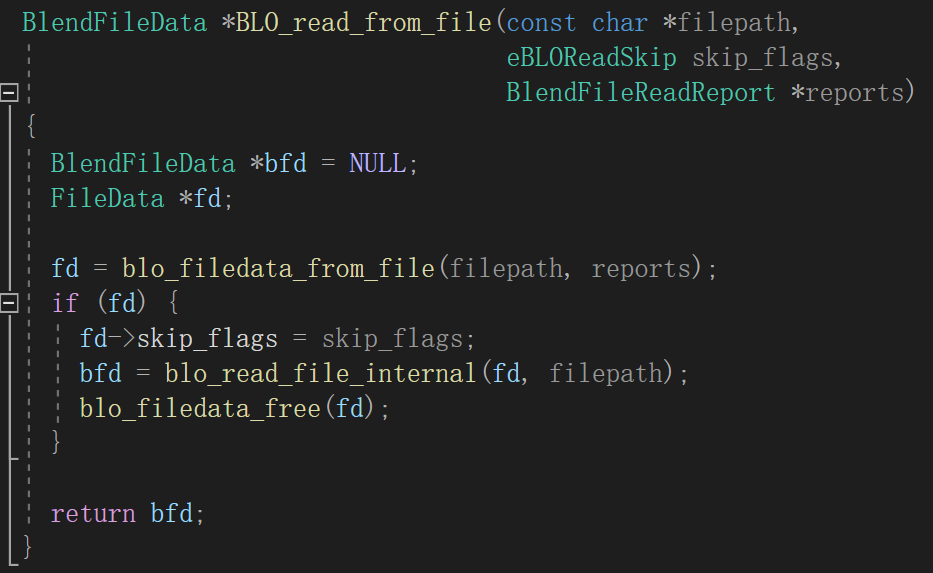 BlendFileData *BLO_read_from_file(const char *filepath,
                                  eBLOReadSkip skip_flags,
                                  BlendFileReadReport *reports)
{
  BlendFileData *bfd = NULL;
  FileData *fd;

  fd = blo_filedata_from_file(filepath, reports);
  if (fd) {
    fd->skip_flags = skip_flags;
    bfd = blo_read_file_internal(fd, filepath);
    blo_filedata_free(fd);
  }

  return bfd;
}